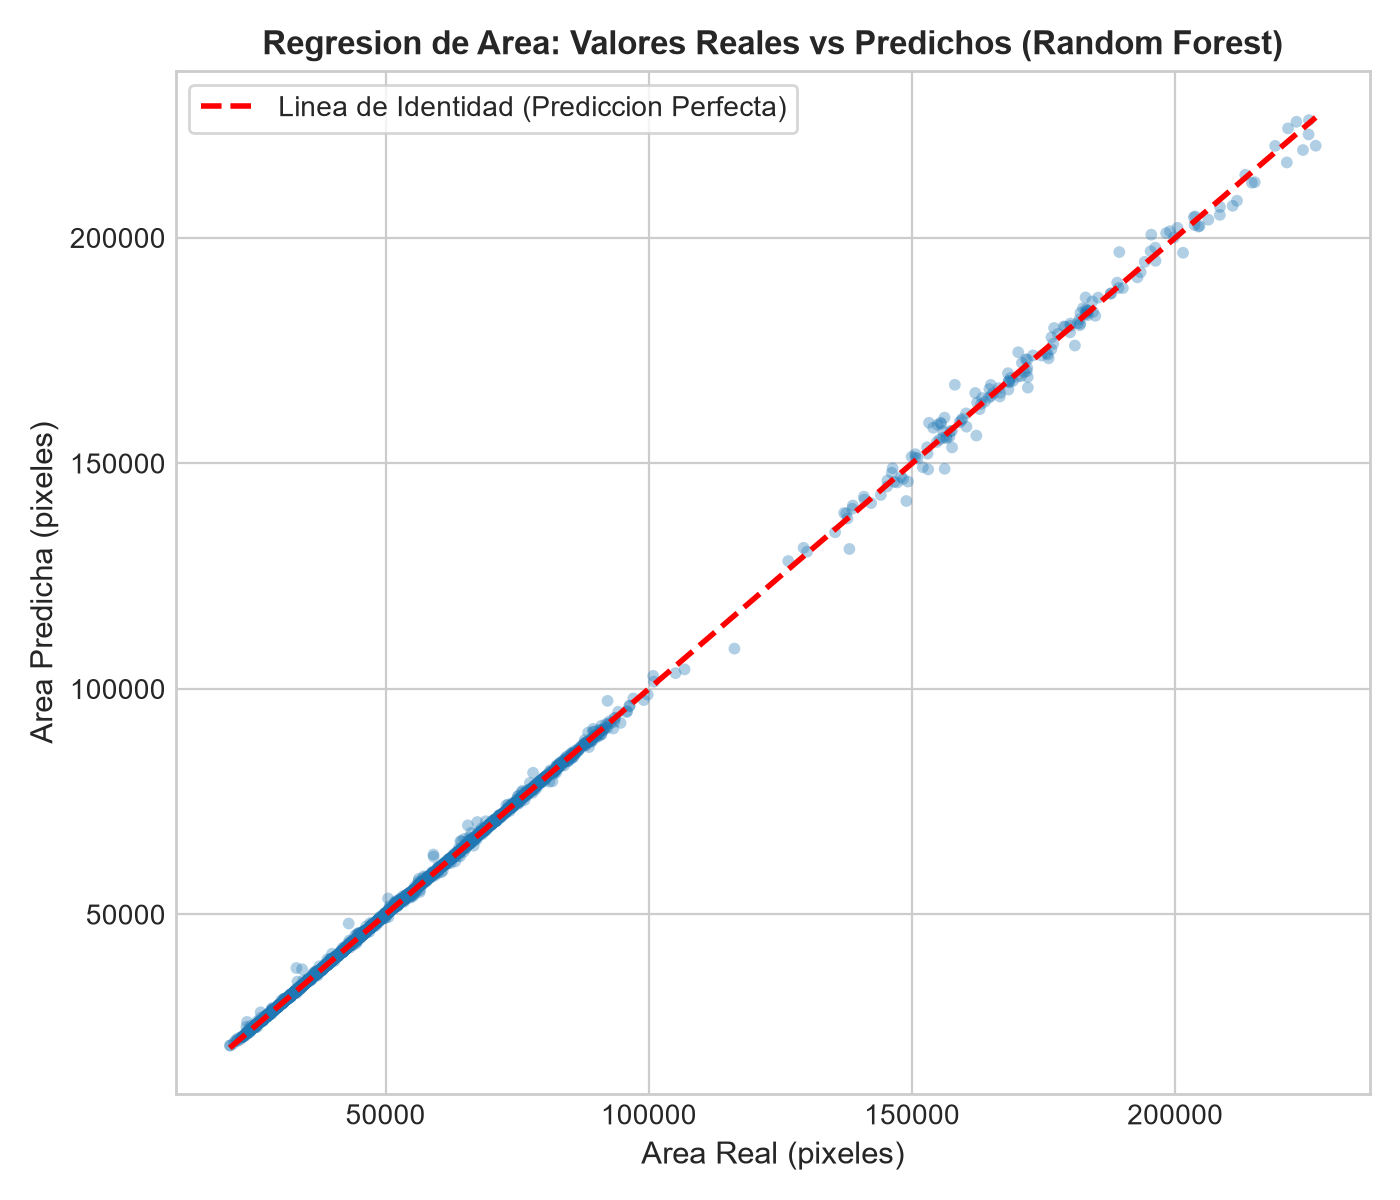 Regresion de Area: Valores Reales vs Predichos (Random Forest)
Linea de Identidad (Prediccion Perfecta)
Area Predicha (pixeles)
200000
150000
100000
50000
50000 100000 150000 200000
Area Real (pixeles)